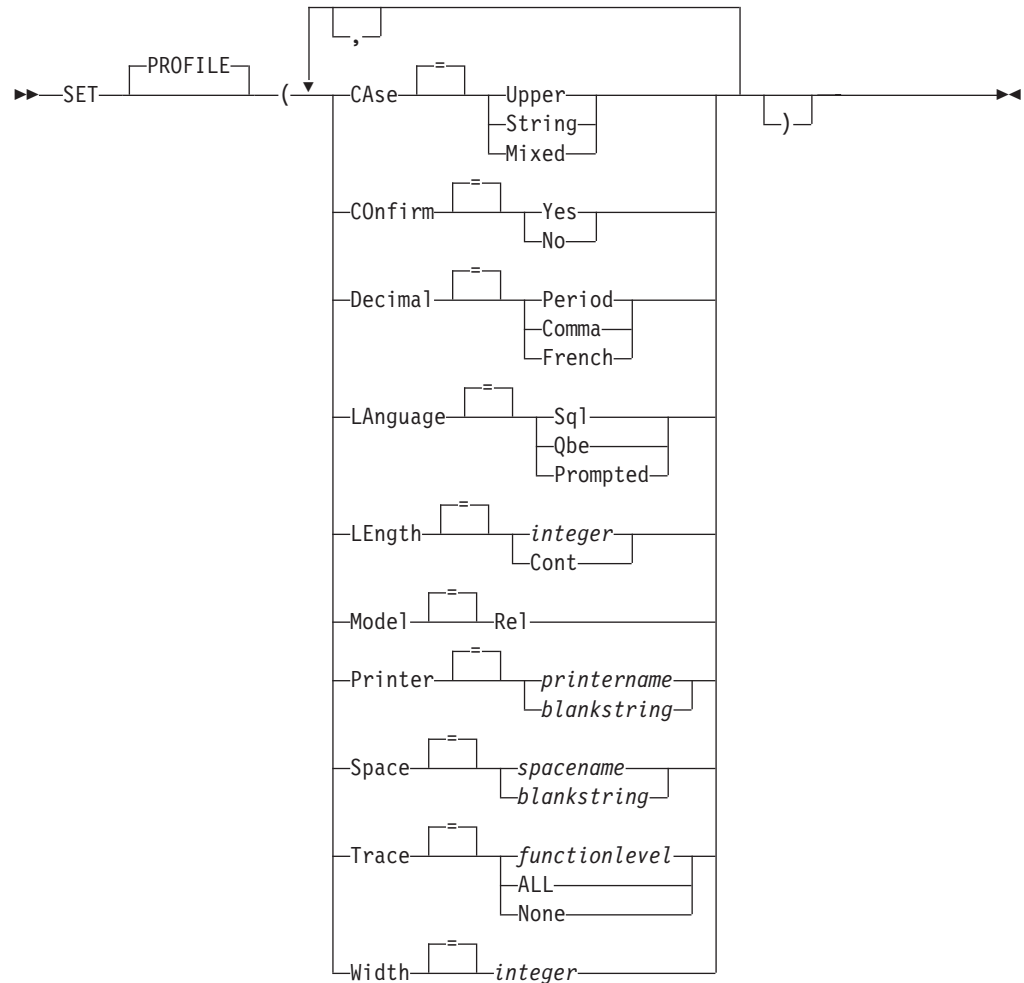 ,
PROFILE
SET ( CAse = Upper )
String
Mixed
COnfirm = Yes
No
Decimal = Period
Comma
French
LAnguage = Sql
Qbe
Prompted
LEngth = integer
Cont
Model = Rel
Printer = printername
blankstring
Space = spacename
blankstring
Trace = functionlevel
ALL
None
Width = integer